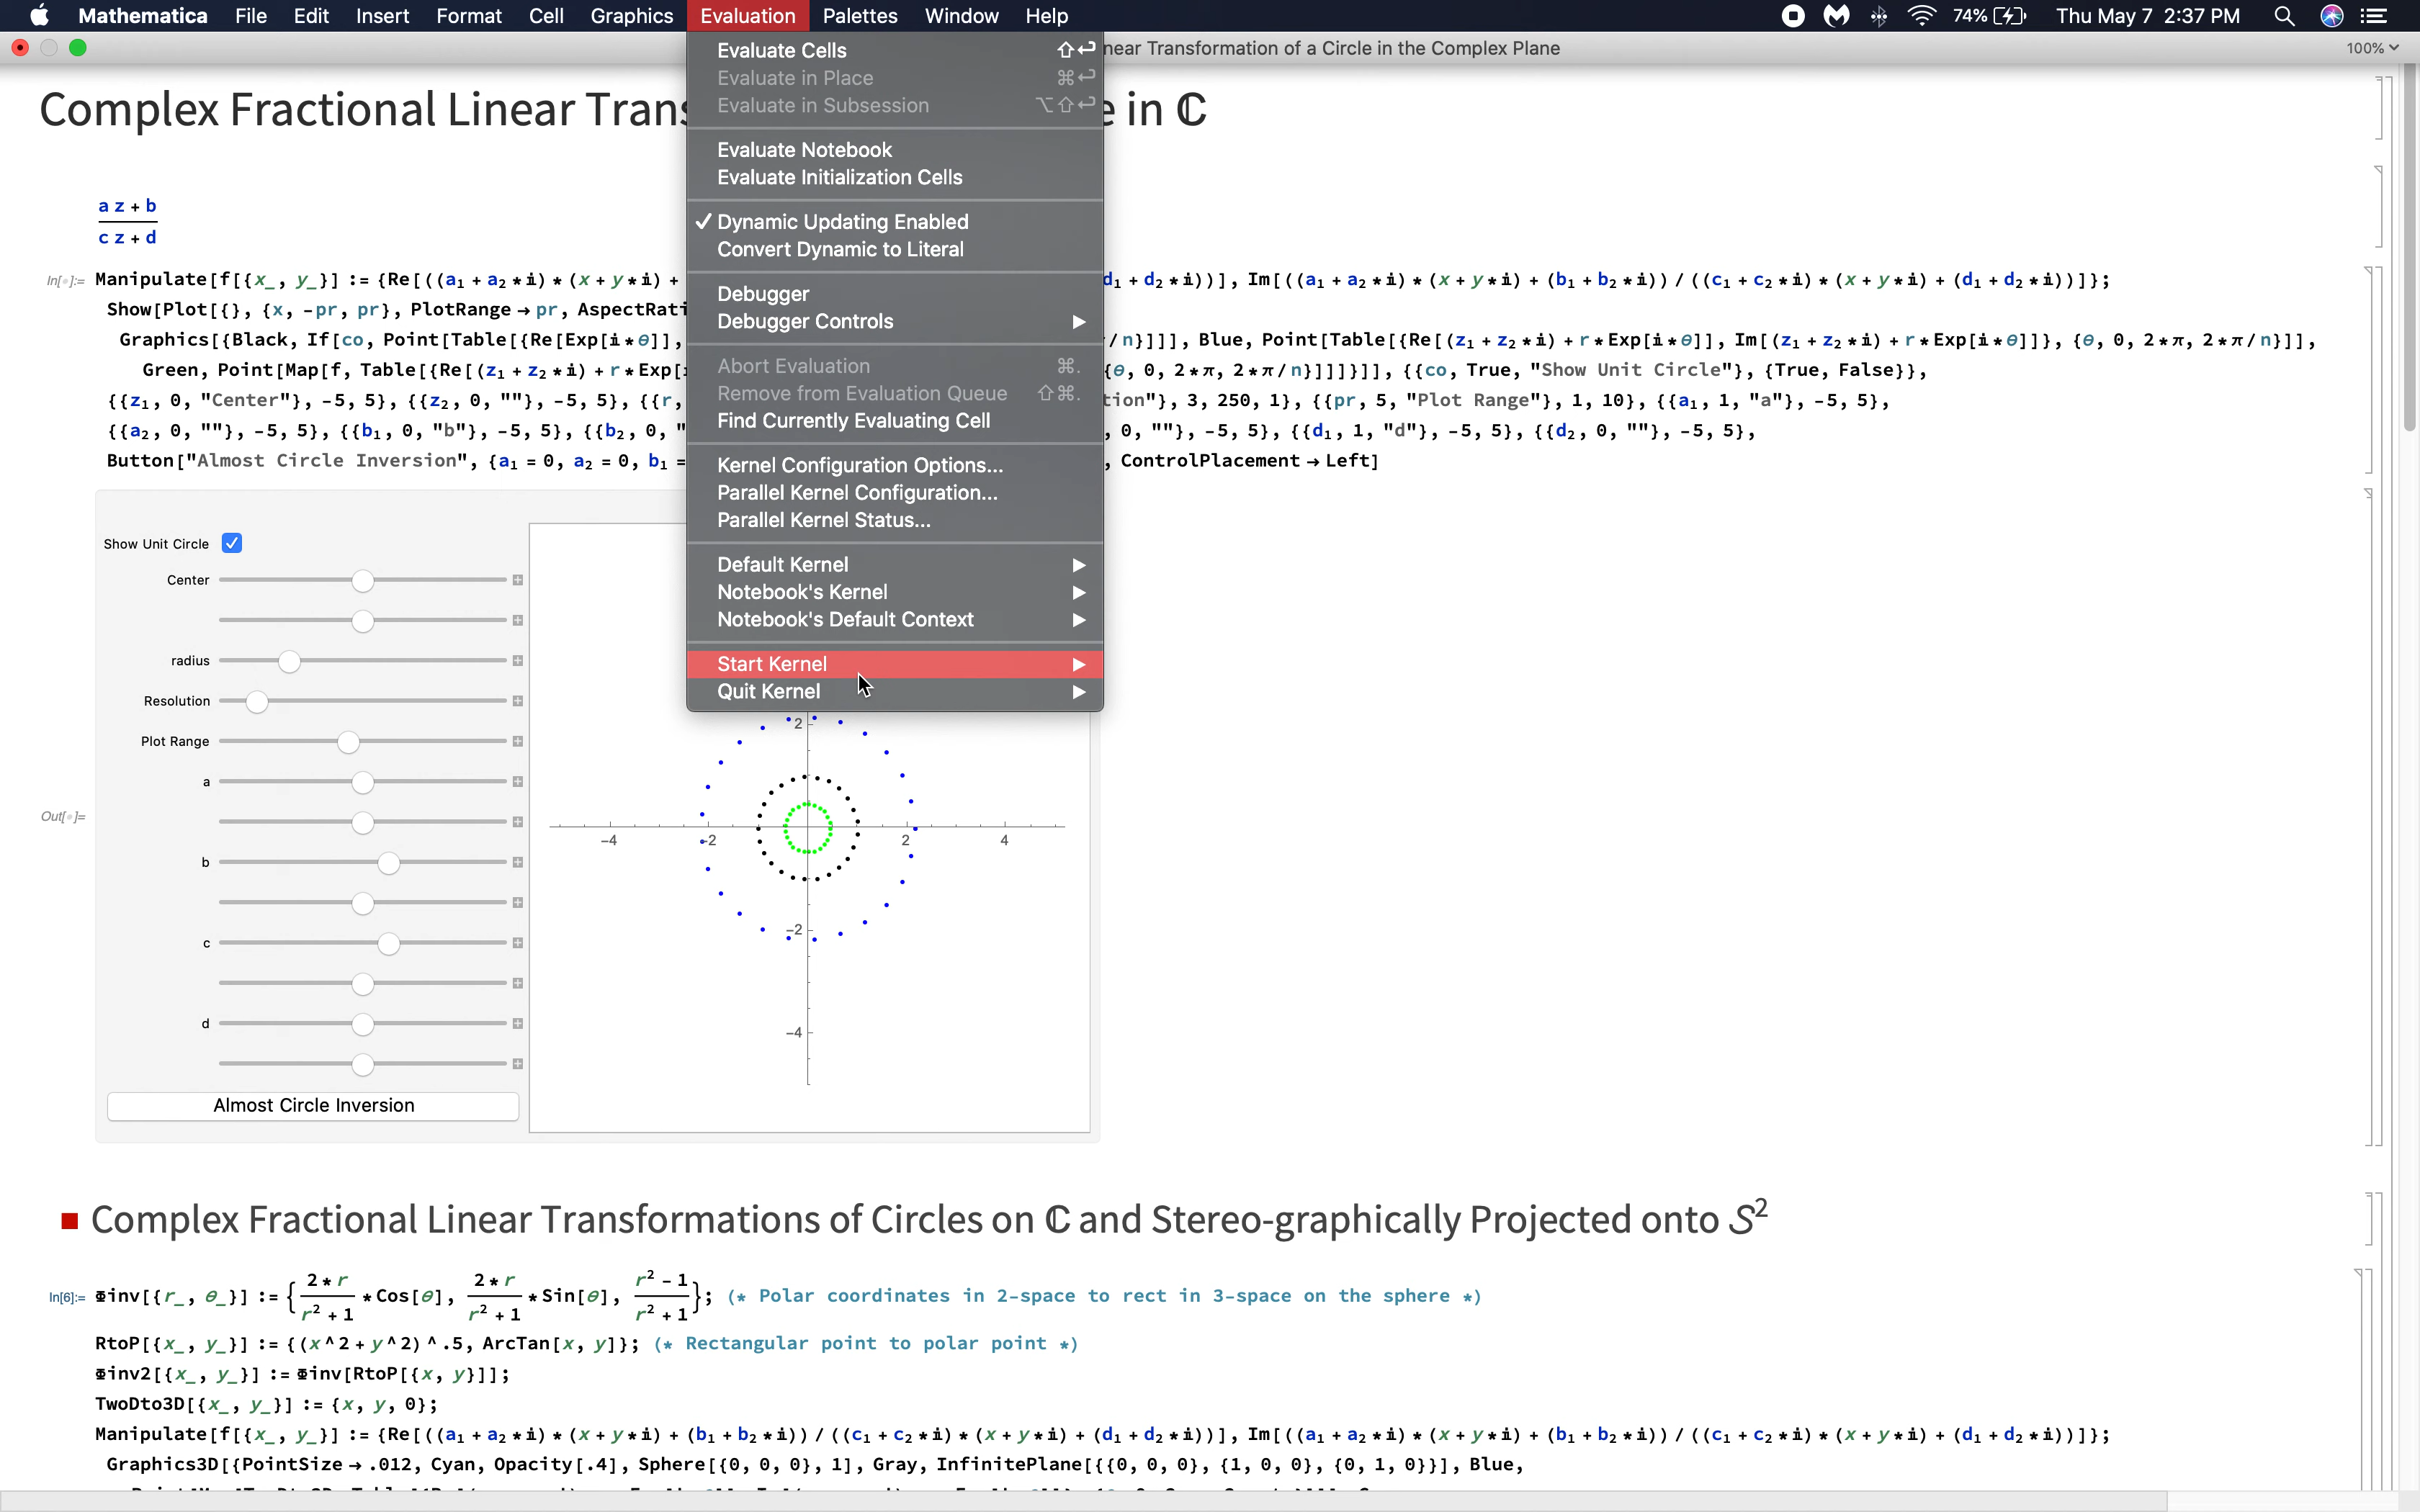 Mathematica File Edit Insert Format Cell Graphics Evaluation Palettes Window Help 74% Thu May 7 2:37 PM
near Transformation of a Circle in the Complex Plane 100%
Evaluate Cells ⇧↩
Evaluate in Place ⌘↩
Evaluate in Subsession ⌥⇧↩
Evaluate Notebook
Evaluate Initialization Cells
✓ Dynamic Updating Enabled
Convert Dynamic to Literal
Debugger
Debugger Controls ▶
Abort Evaluation ⌘.
Remove from Evaluation Queue ⇧⌘.
Find Currently Evaluating Cell
Kernel Configuration Options...
Parallel Kernel Configuration...
Parallel Kernel Status...
Default Kernel ▶
Notebook's Kernel ▶
Notebook's Default Context ▶
Start Kernel ▶
Quit Kernel ▶
Complex Fractional Linear Trans e in ℂ
a z + b
c z + d
In[◦]:= Manipulate[f[{x_, y_}] := {Re[((a₁ + a₂ * ⅈ) * (x + y * ⅈ) + d₁ + d₂ * ⅈ))], Im[((a₁ + a₂ * ⅈ) * (x + y * ⅈ) + (b₁ + b₂ * ⅈ)) / ((c₁ + c₂ * ⅈ) * (x + y * ⅈ) + (d₁ + d₂ * ⅈ))]};
Show[Plot[{}, {x, -pr, pr}, PlotRange → pr, AspectRati
Graphics[{Black, If[co, Point[Table[{Re[Exp[ⅈ * θ]], / n}]]], Blue, Point[Table[{Re[(z₁ + z₂ * ⅈ) + r * Exp[ⅈ * θ]], Im[(z₁ + z₂ * ⅈ) + r * Exp[ⅈ * θ]]}, {θ, 0, 2 * π, 2 * π / n}]],
Green, Point[Map[f, Table[{Re[(z₁ + z₂ * ⅈ) + r * Exp[ {θ, 0, 2 * π, 2 * π / n}]]]}]], {{co, True, "Show Unit Circle"}, {True, False}},
{{z₁, 0, "Center"}, -5, 5}, {{z₂, 0, ""}, -5, 5}, {{r, tion"}, 3, 250, 1}, {{pr, 5, "Plot Range"}, 1, 10}, {{a₁, 1, "a"}, -5, 5},
{{a₂, 0, ""}, -5, 5}, {{b₁, 0, "b"}, -5, 5}, {{b₂, 0, " , 0, ""}, -5, 5}, {{d₁, 1, "d"}, -5, 5}, {{d₂, 0, ""}, -5, 5},
Button["Almost Circle Inversion", {a₁ = 0, a₂ = 0, b₁ = , ControlPlacement → Left]
Out[◦]=
Show Unit Circle
Center
radius
Resolution
Plot Range
a
b
c
d
Almost Circle Inversion
2
-4 -2 2 4
-2
-4
Complex Fractional Linear Transformations of Circles on ℂ and Stereo-graphically Projected onto S²
In[6]:= Φinv[{r_, θ_}] := {2 * r / r² + 1 * Cos[θ], 2 * r / r² + 1 * Sin[θ], r² - 1 / r² + 1}; (* Polar coordinates in 2-space to rect in 3-space on the sphere *)
RtoP[{x_, y_}] := {(x ^ 2 + y ^ 2) ^ .5, ArcTan[x, y]}; (* Rectangular point to polar point *)
Φinv2[{x_, y_}] := Φinv[RtoP[{x, y}]];
TwoDto3D[{x_, y_}] := {x, y, 0};
Manipulate[f[{x_, y_}] := {Re[((a₁ + a₂ * ⅈ) * (x + y * ⅈ) + (b₁ + b₂ * ⅈ)) / ((c₁ + c₂ * ⅈ) * (x + y * ⅈ) + (d₁ + d₂ * ⅈ))], Im[((a₁ + a₂ * ⅈ) * (x + y * ⅈ) + (b₁ + b₂ * ⅈ)) / ((c₁ + c₂ * ⅈ) * (x + y * ⅈ) + (d₁ + d₂ * ⅈ))]};
Graphics3D[{PointSize → .012, Cyan, Opacity[.4], Sphere[{0, 0, 0}, 1], Gray, InfinitePlane[{{0, 0, 0}, {1, 0, 0}, {0, 1, 0}}], Blue,